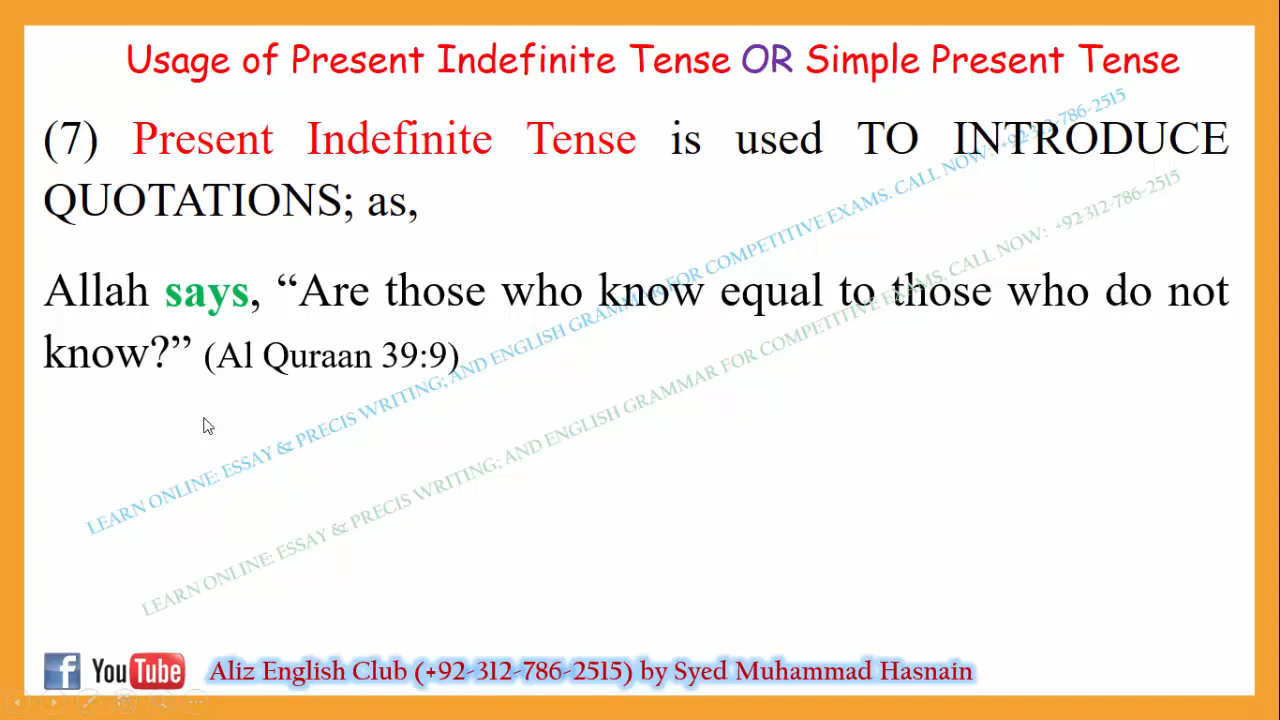 Usage of Present Indefinite Tense OR Simple Present Tense
(7) Present Indefinite Tense is used TO INTRODUCE
QUOTATIONS; as,
Allah says, “Are those who know equal to those who do not
know?” (Al Quraan 39:9)
LEARN ONLINE: ESSAY & PRECIS WRITING; AND ENGLISH GRAMMAR FOR COMPETITIVE EXAMS. CALL NOW: +92-312-786-2515
LEARN ONLINE: ESSAY & PRECIS WRITING; AND ENGLISH GRAMMAR FOR COMPETITIVE EXAMS. CALL NOW: +92-312-786-2515
f YouTube Aliz English Club (+92-312-786-2515) by Syed Muhammad Hasnain